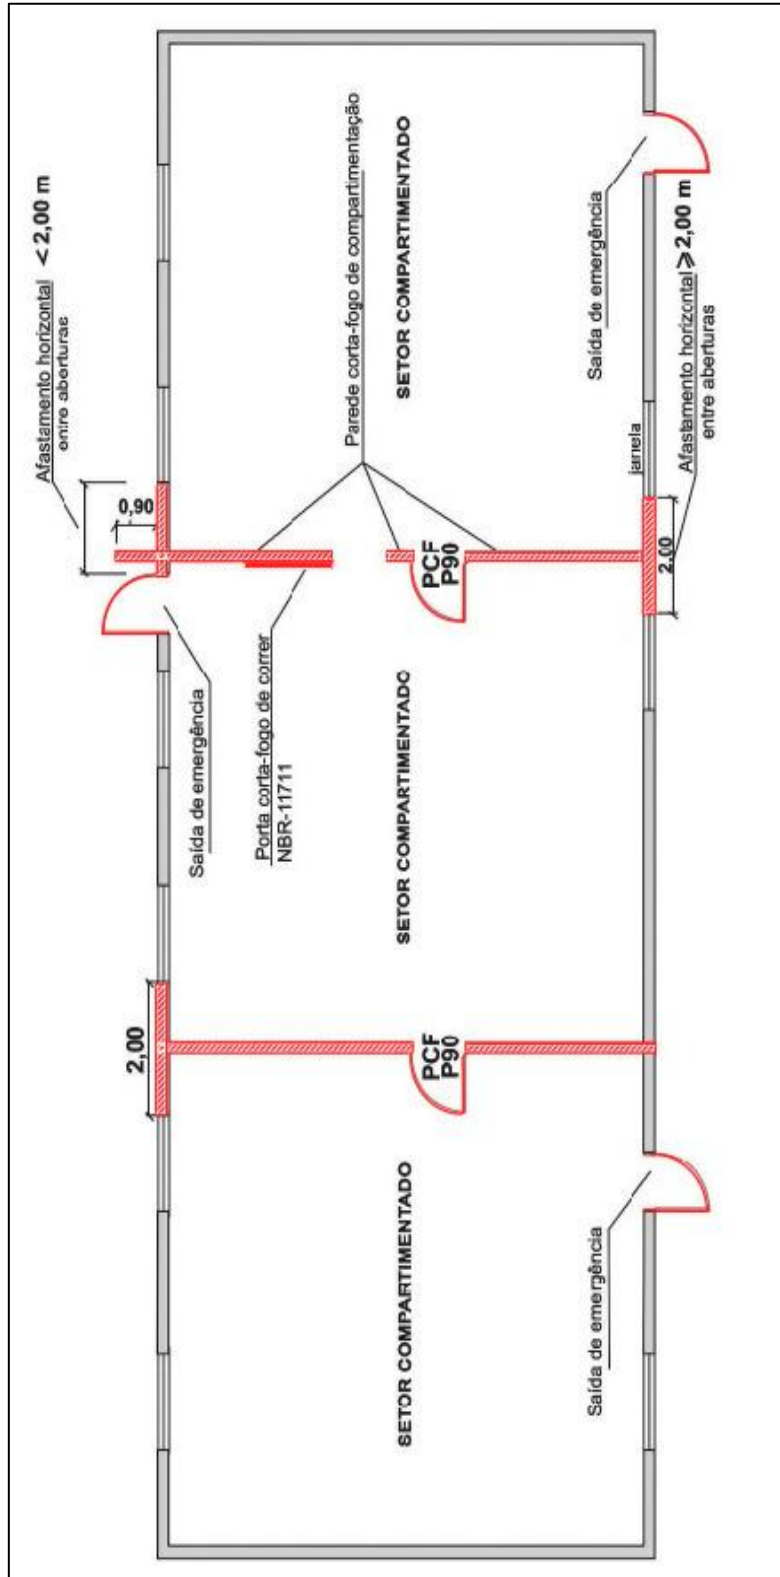 Afastamento horizontal < 2,00 m
entre aberturas
0,90
Parede corta-fogo de compartimentação
SETOR COMPARTIMENTADO
Saída de emergência
janela
Afastamento horizontal ⩾ 2,00 m
entre aberturas
2,00
PCF
P90
Saída de emergência
Porta corta-fogo de correr
NBR-11711
SETOR COMPARTIMENTADO
2,00
PCF
P90
SETOR COMPARTIMENTADO
Saída de emergência